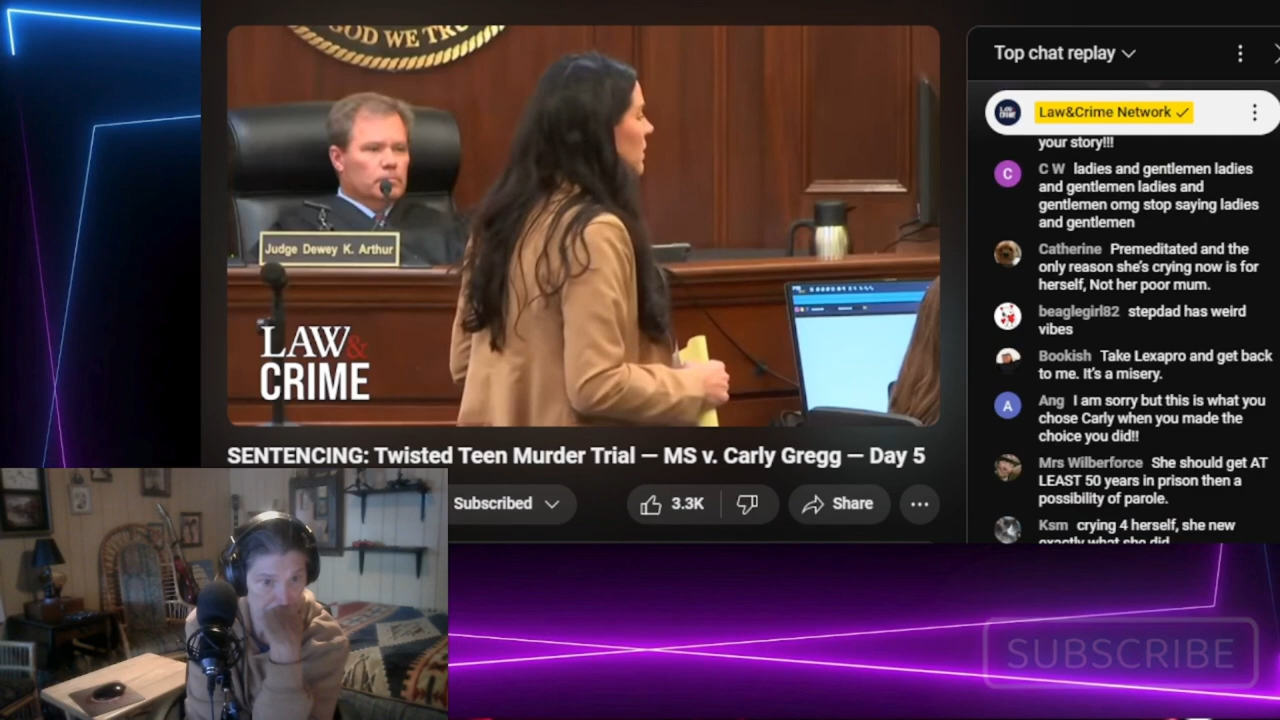 GOD WE TRU
Judge Dewey K. Arthur
LAW&
CRIME
SENTENCING: Twisted Teen Murder Trial — MS v. Carly Gregg — Day 5
Subscribed
3.3K
Share
Top chat replay
LAW&
CRIME
Law&Crime Network
your story!!!
C
C W ladies and gentlemen ladies
and gentlemen ladies and
gentlemen omg stop saying ladies
and gentlemen
Catherine Premeditated and the
only reason she's crying now is for
herself, Not her poor mum.
beaglegirl82 stepdad has weird
vibes
Bookish Take Lexapro and get back
to me. It's a misery.
A
Ang I am sorry but this is what you
chose Carly when you made the
choice you did!!
Mrs Wilberforce She should get AT
LEAST 50 years in prison then a
possibility of parole.
Ksm crying 4 herself, she new
exactly what she did
SUBSCRIBE